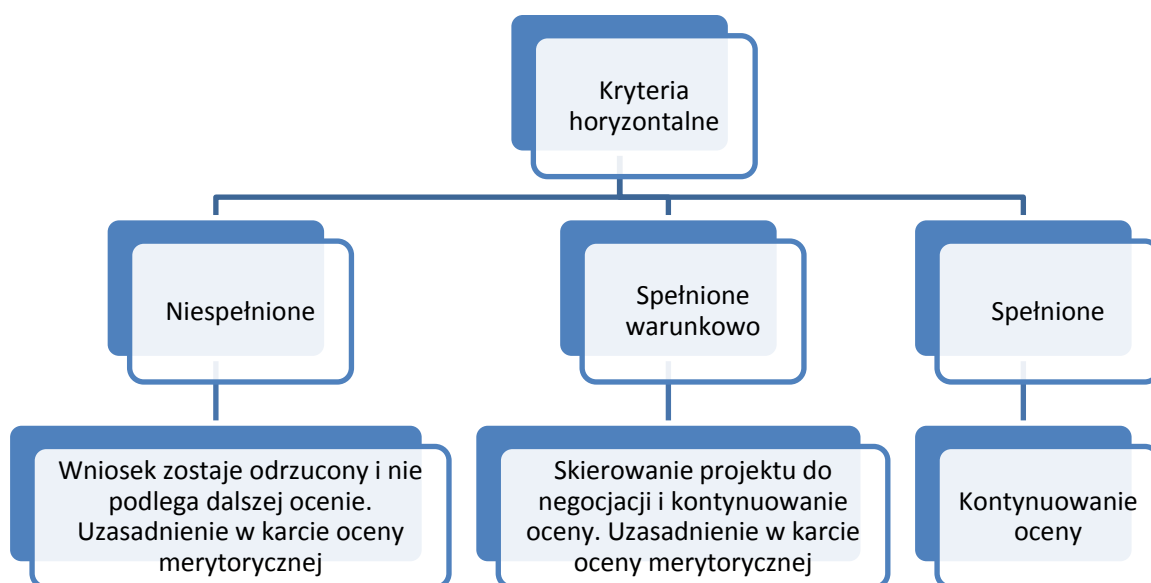 Kryteria
horyzontalne
Niespełnione
Spełnione
warunkowo
Spełnione
Wniosek zostaje odrzucony i nie
podlega dalszej ocenie.
Uzasadnienie w karcie oceny
merytorycznej
Skierowanie projektu do
negocjacji i kontynuowanie
oceny. Uzasadnienie w karcie
oceny merytorycznej
Kontynuowanie
oceny